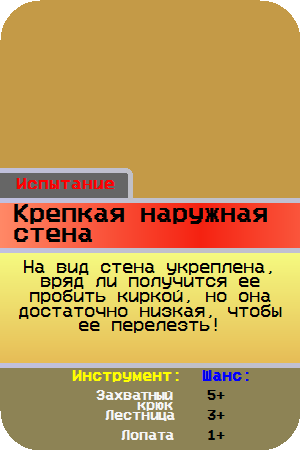 Испытание
Крепкая наружная
стена
На вид стена укреплена,
вряд ли получится ее
пробить киркой, но она
достаточно низкая, чтобы
ее перелезть!
Инструмент: Шанс:
Захватный 5+
крюк
Лестница 3+
Лопата 1+